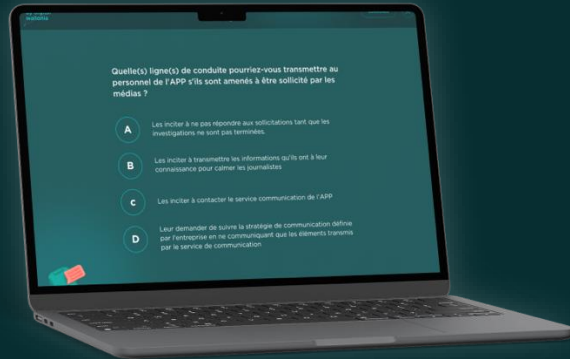 wallonia
Quelle(s) ligne(s) de conduite pourriez-vous transmettre au
personnel de l'APP s'ils sont amenés à être sollicité par les
médias ?
A
Les inciter à ne pas répondre aux sollicitations tant que les
investigations ne sont pas terminées.
B
Les inciter à transmettre les informations qu'ils ont à leur
connaissance pour calmer les journalistes
C
Les inciter à contacter le service communication de l'APP
D
Leur demander de suivre la stratégie de communication définie
par l'entreprise en ne communiquant que les éléments transmis
par le service de communication